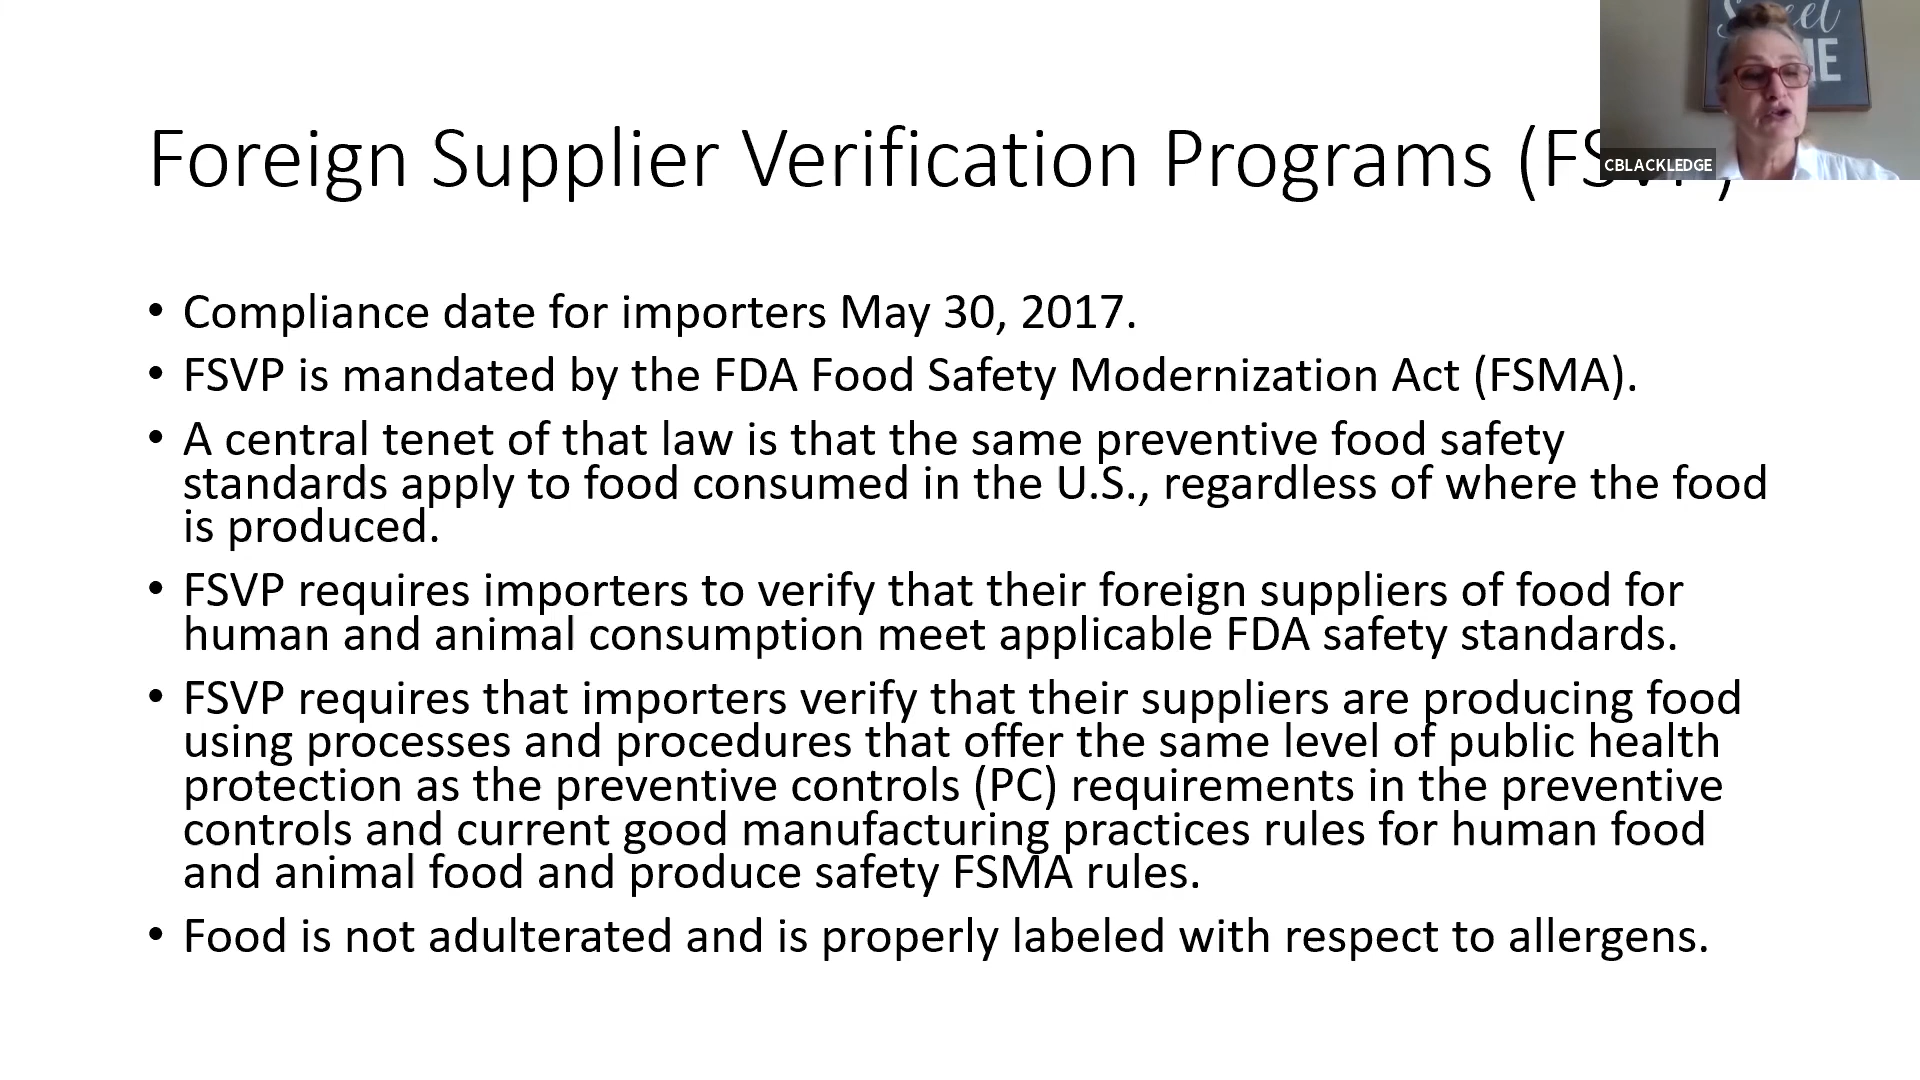 Foreign Supplier Verification Programs (FSVP)
CBLACKLEDGE
• Compliance date for importers May 30, 2017.
• FSVP is mandated by the FDA Food Safety Modernization Act (FSMA).
• A central tenet of that law is that the same preventive food safety
standards apply to food consumed in the U.S., regardless of where the food
is produced.
• FSVP requires importers to verify that their foreign suppliers of food for
human and animal consumption meet applicable FDA safety standards.
• FSVP requires that importers verify that their suppliers are producing food
using processes and procedures that offer the same level of public health
protection as the preventive controls (PC) requirements in the preventive
controls and current good manufacturing practices rules for human food
and animal food and produce safety FSMA rules.
• Food is not adulterated and is properly labeled with respect to allergens.